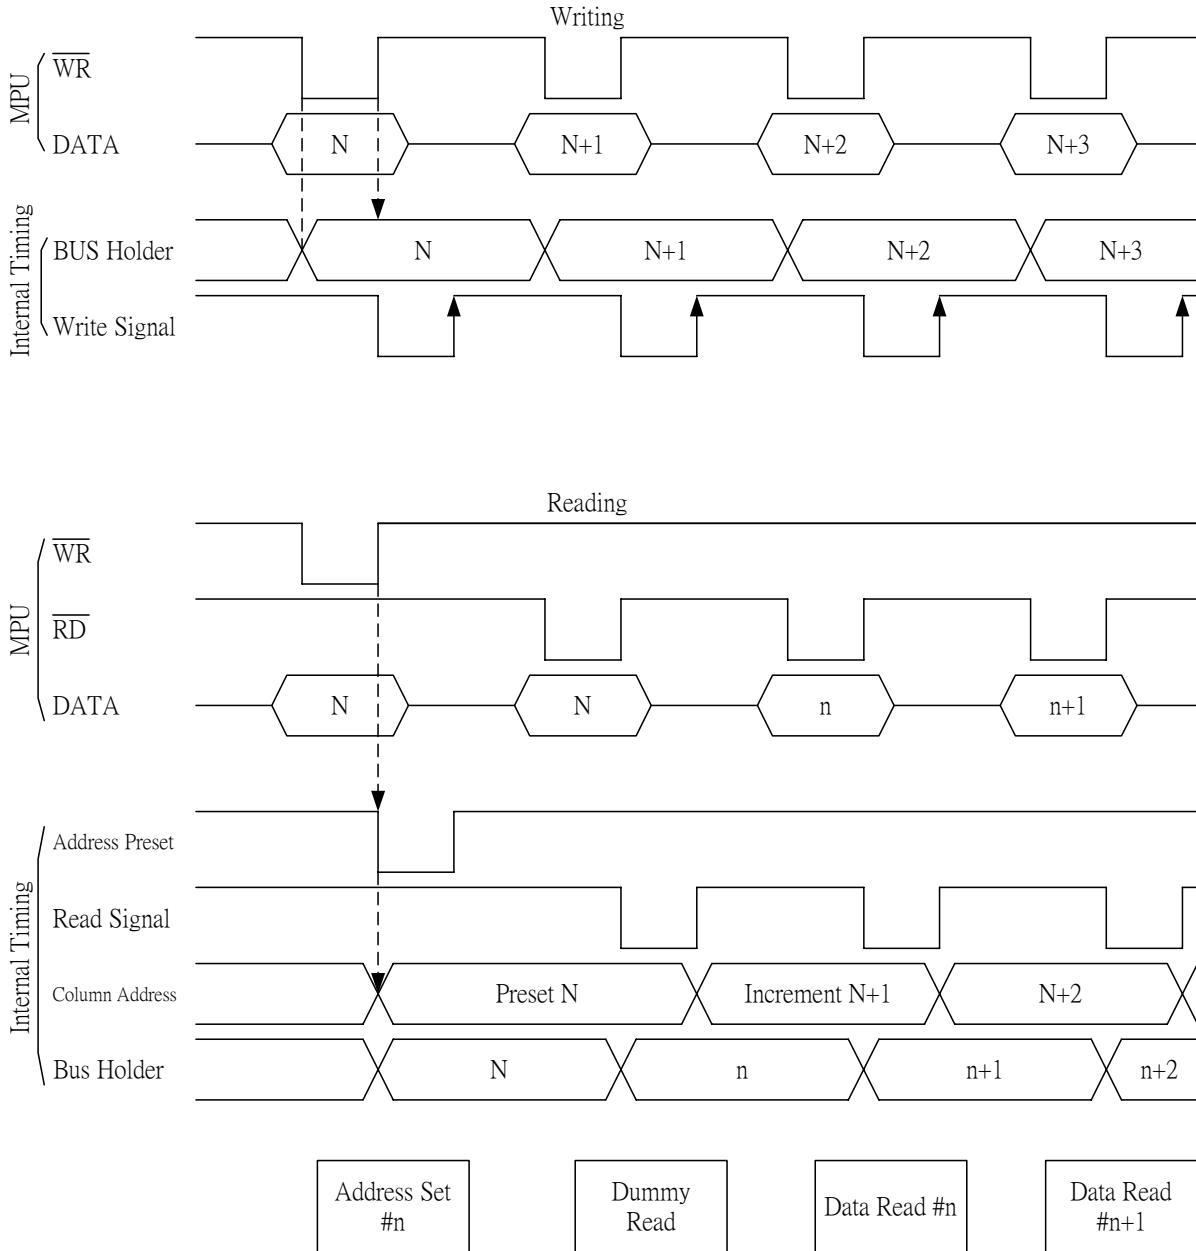 Writing
MPU
WR
DATA
N
N+1
N+2
N+3
Internal Timing
BUS Holder
N
N+1
N+2
N+3
Write Signal
Reading
MPU
WR
RD
DATA
N
N
n
n+1
Internal Timing
Address Preset
Read Signal
Column Address
Preset N
Increment N+1
N+2
Bus Holder
N
n
n+1
n+2
Address Set
#n
Dummy
Read
Data Read #n
Data Read
#n+1